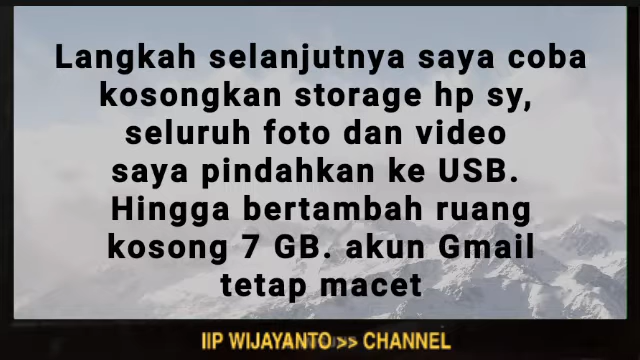 Langkah selanjutnya saya coba
kosongkan storage hp sy,
seluruh foto dan video
saya pindahkan ke USB.
Hingga bertambah ruang
kosong 7 GB. akun Gmail
tetap macet
IIP WIJAYANTO >> CHANNEL